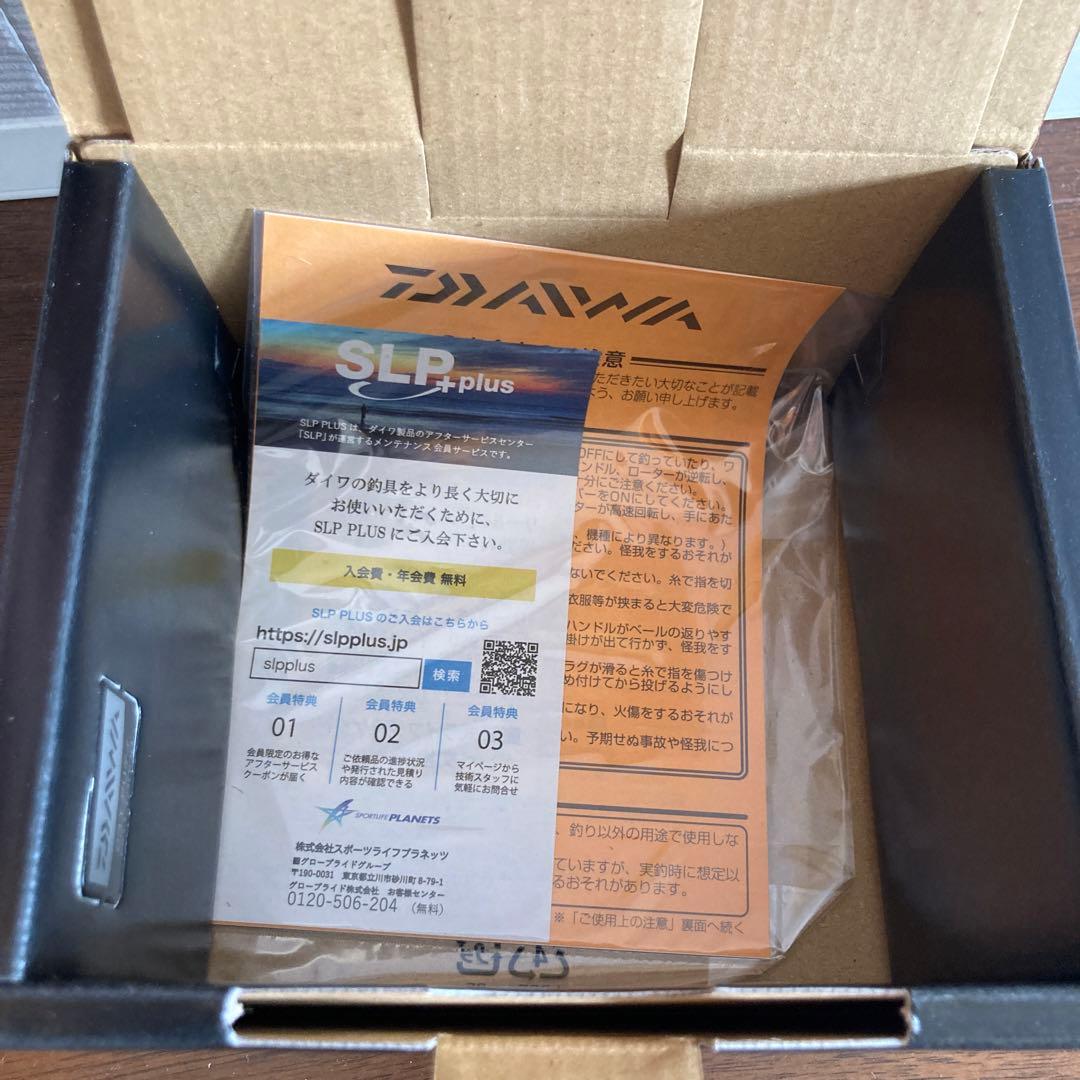 DAIWA
注意
ただきたい大切なことが記載
よう、お願い申し上げます。
OFFにして釣っていたり、ワ
ンドル、ローターが逆転し、
十分にご注意ください。
バーをONにしてください。
ターが高速回転し、手にあた
、機種により異なります。)
ださい。怪我をするおそれが
ないでください。糸で指を切
衣服等が挟まると大変危険で
ハンドルがベールの返りやす
掛けが出て行かず、怪我をす
ラグが滑ると糸で指を傷つけ
め付けてから投げるようにし
になり、火傷をするおそれが
い。予期せぬ事故や怪我につ
、釣り以外の用途で使用しな
ていますが、実釣時に想定以
るおそれがあります。
※「ご使用上の注意」裏面へ続く
SLP+plus
SLP PLUS は、ダイワ製品のアフターサービスセンター
「SLP」が運営するメンテナンス会員サービスです。
ダイワの釣具をより長く大切に
お使いいただくために、
SLP PLUS にご入会下さい。
入会費・年会費 無料
SLP PLUS のご入会はこちらから
https://slpplus.jp
slpplus 検索
会員特典
01
会員限定のお得な
アフターサービス
クーポンが届く
会員特典
02
ご依頼品の進捗状況
や発行された見積り
内容が確認できる
会員特典
03
マイページから
技術スタッフに
気軽にお問合せ
SPORTLIFE PLANETS
株式会社スポーツライフプラネッツ
■グローブライドグループ
〒190-0031 東京都立川市砂川町 8-79-1
グローブライド株式会社 お客様センター
0120-506-204 (無料)
DAIWA